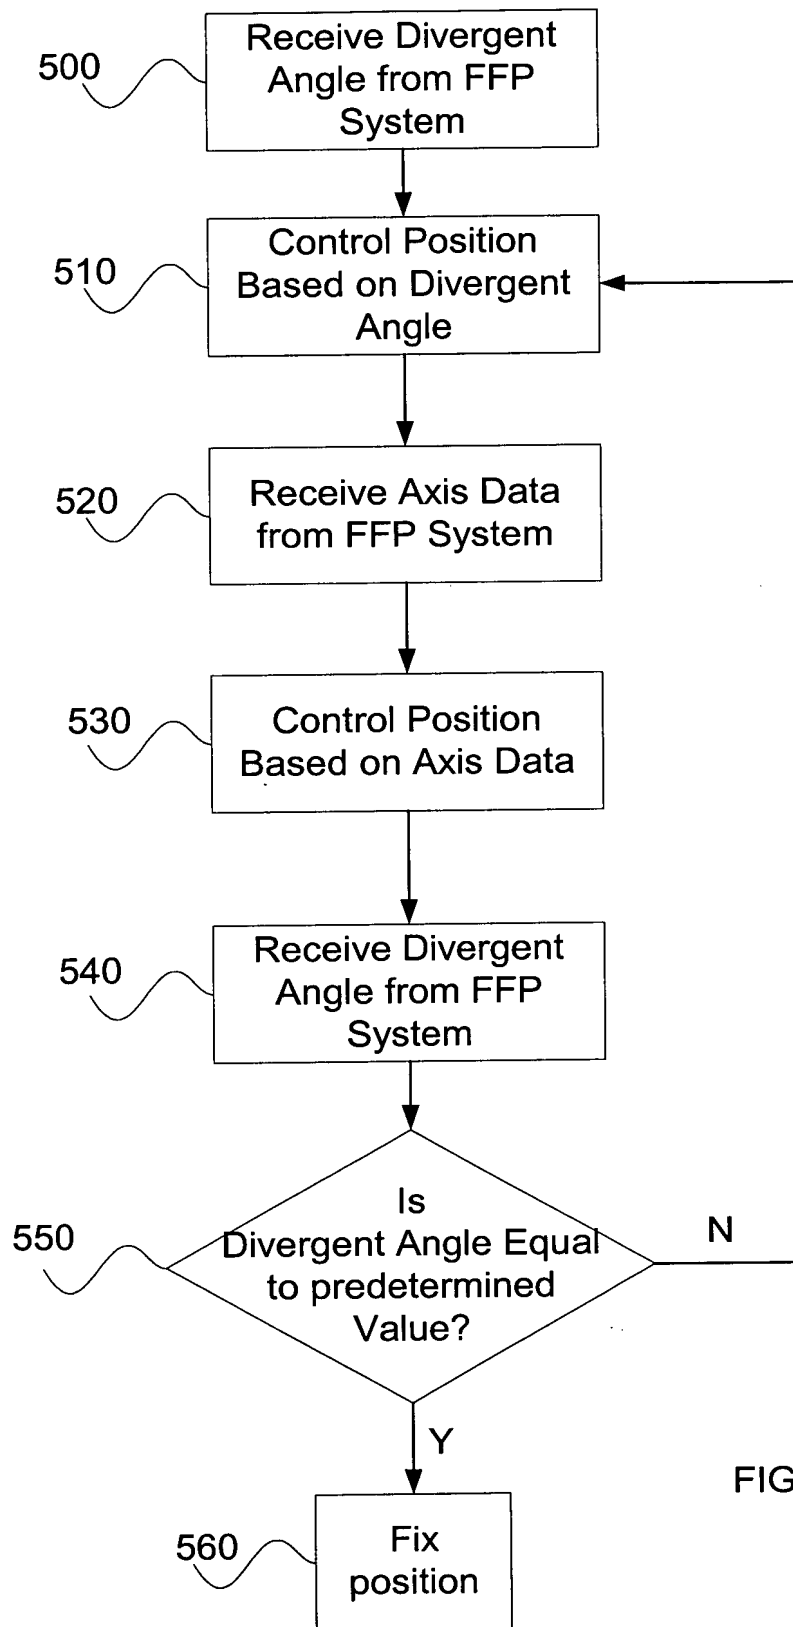 500
Receive Divergent
Angle from FFP
System
510
Control Position
Based on Divergent
Angle
520
Receive Axis Data
from FFP System
530
Control Position
Based on Axis Data
540
Receive Divergent
Angle from FFP
System
550
Is
Divergent Angle Equal
to predetermined
Value?
N
Y
FIG
560
Fix
position